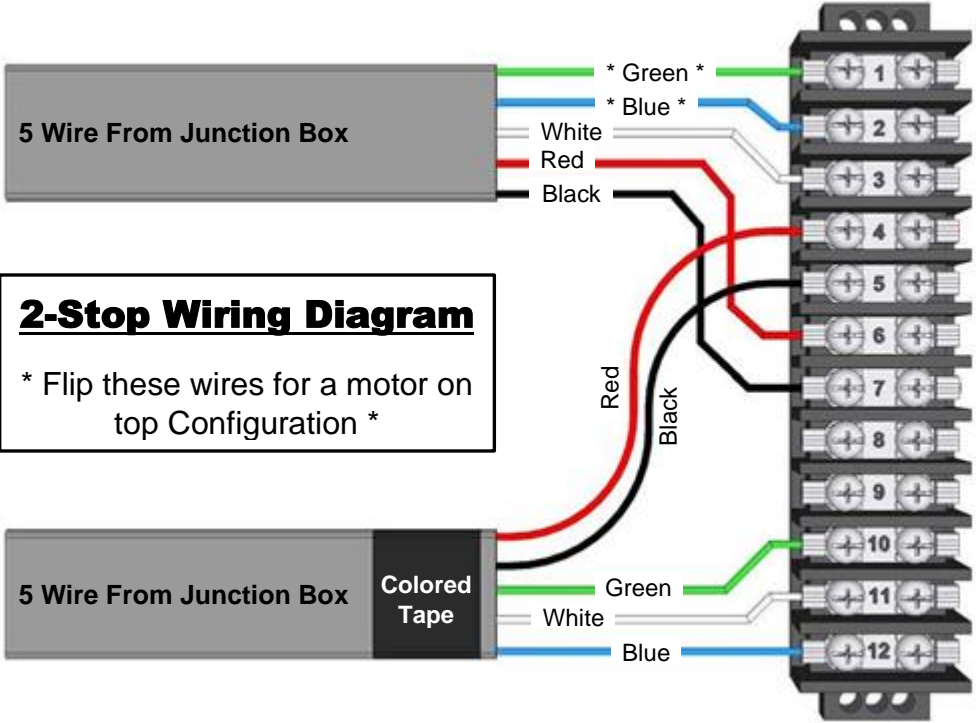 5 Wire From Junction Box
* Green *
* Blue *
White
Red
Black
2-Stop Wiring Diagram
* Flip these wires for a motor on
top Configuration *
Red
Black
5 Wire From Junction Box
Colored
Tape
Green
White
Blue
1
2
3
4
5
6
7
8
9
10
11
12